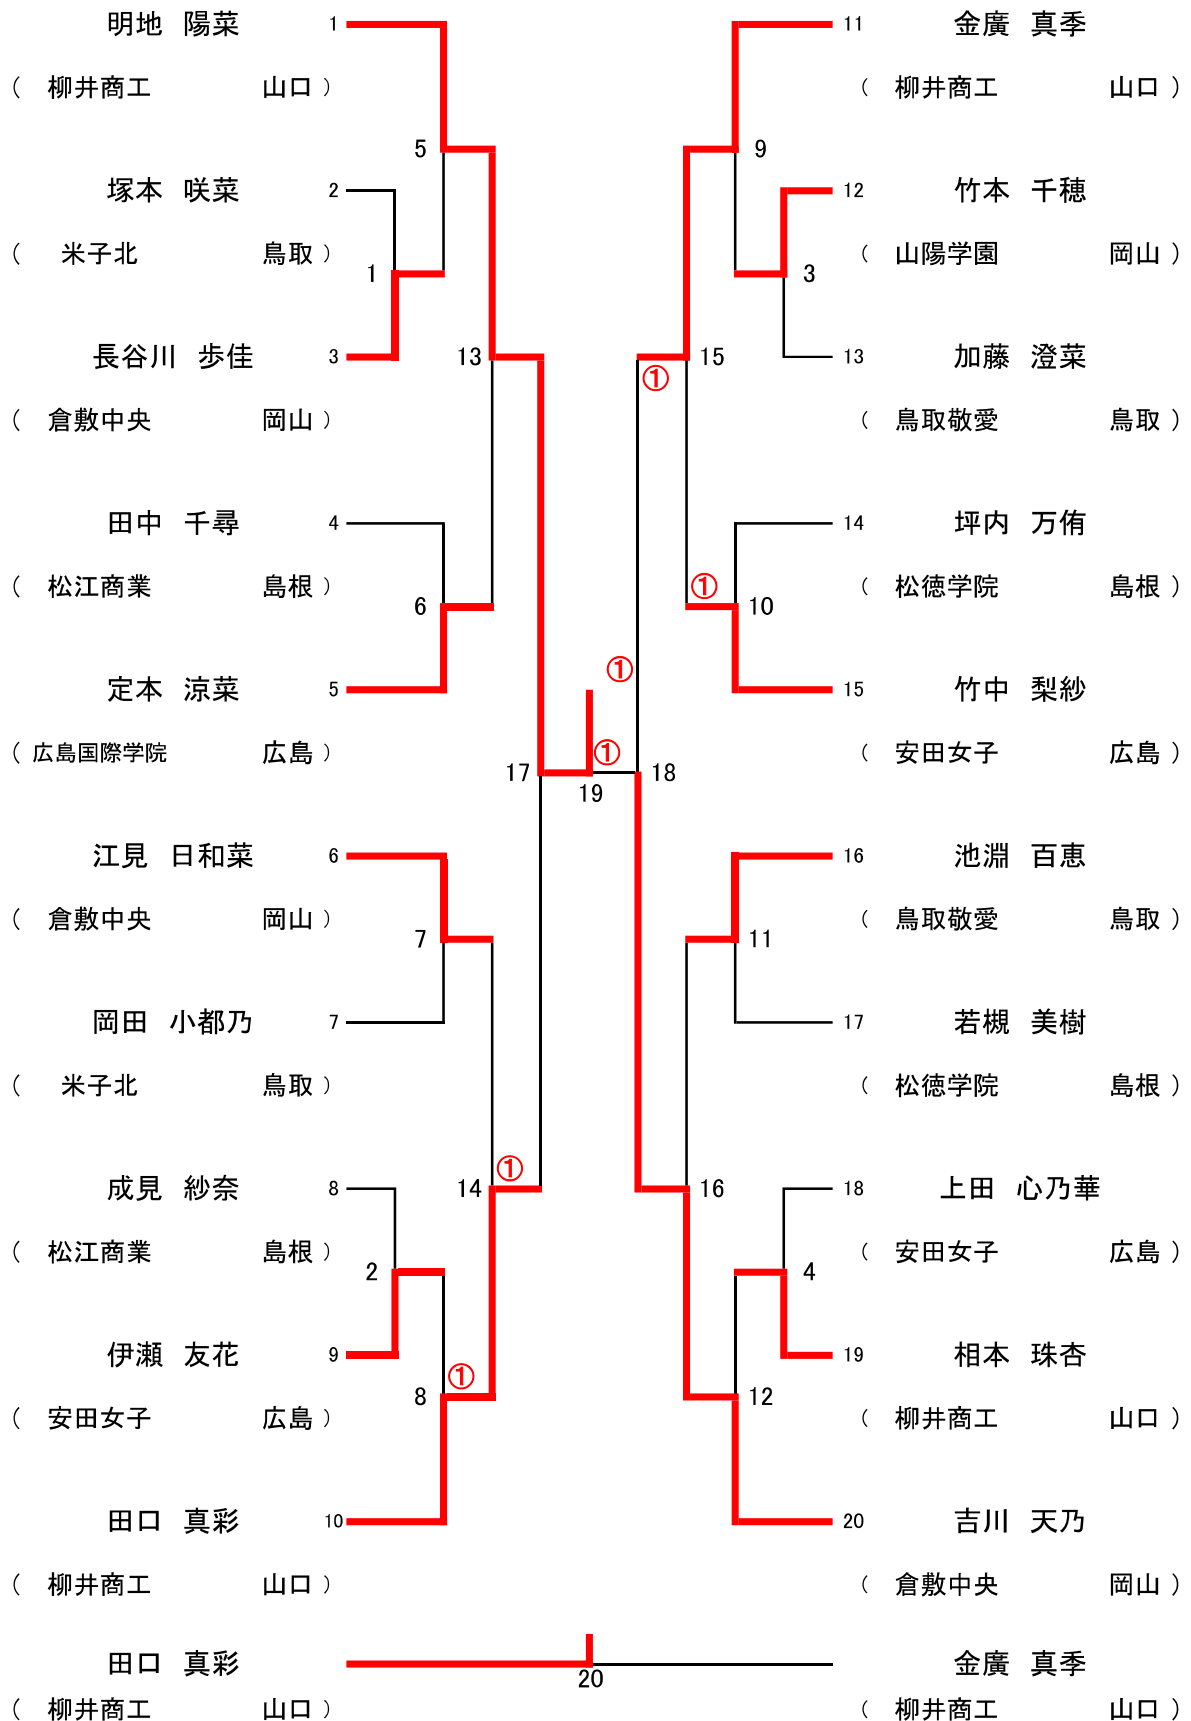 明地 陽菜 1 11 金廣 真季
( 柳井商工 山口 ) ( 柳井商工 山口 )
5 9
塚本 咲菜 2 12 竹本 千穂
( 米子北 鳥取 ) ( 山陽学園 岡山 )
1 3
長谷川 歩佳 3 13 15 13 加藤 澄菜
①
( 倉敷中央 岡山 ) ( 鳥取敬愛 鳥取 )
田中 千尋 4 14 坪内 万侑
( 松江商業 島根 ) ① ( 松徳学院 島根 )
6 10
①
定本 涼菜 5 15 竹中 梨紗
( 広島国際学院 広島 ) ① ( 安田女子 広島 )
17 18
19
江見 日和菜 6 16 池淵 百恵
( 倉敷中央 岡山 ) ( 鳥取敬愛 鳥取 )
7 11
岡田 小都乃 7 17 若槻 美樹
( 米子北 鳥取 ) ( 松徳学院 島根 )
①
成見 紗奈 8 14 16 18 上田 心乃華
( 松江商業 島根 ) ( 安田女子 広島 )
2 4
伊瀬 友花 9 19 相本 珠杏
①
8 12
( 安田女子 広島 ) ( 柳井商工 山口 )
田口 真彩 10 20 吉川 天乃
( 柳井商工 山口 ) ( 倉敷中央 岡山 )
田口 真彩 金廣 真季
20
( 柳井商工 山口 ) ( 柳井商工 山口 )